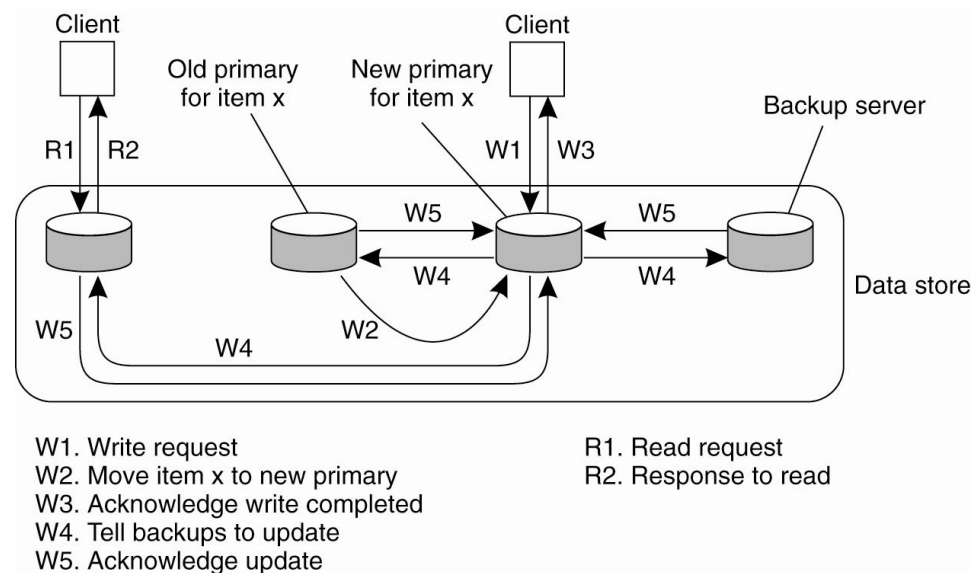 Client
Client
Old primary
for item x
New primary
for item x
Backup server
R1
R2
W1
W3
W5
W5
W4
W4
Data store
W5
W2
W4
W1. Write request
W2. Move item x to new primary
W3. Acknowledge write completed
W4. Tell backups to update
W5. Acknowledge update
R1. Read request
R2. Response to read